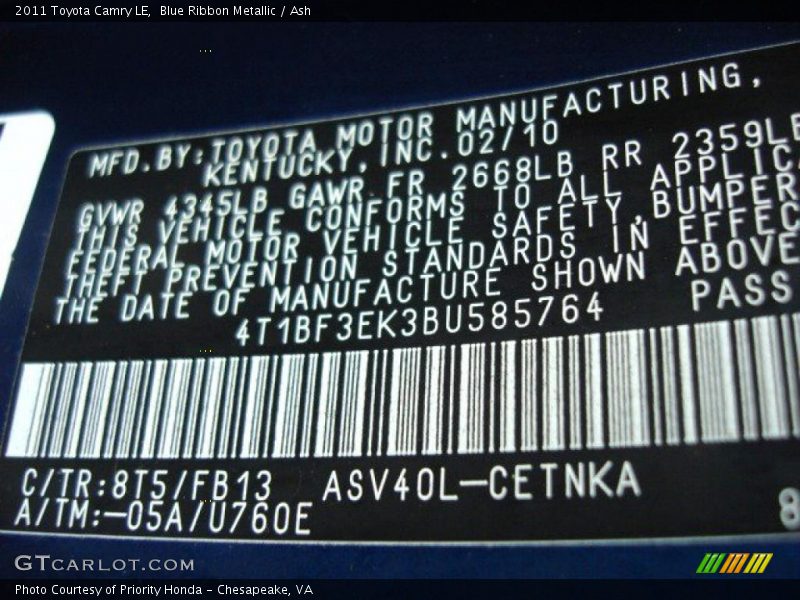 2011 Toyota Camry LE,  Blue Ribbon Metallic / Ash
MFD.BY:TOYOTA MOTOR MANUFACTURING,
KENTUCKY,INC.02/10
GVWR 4345LB GAWR FR 2668LB RR 2359LB
THIS VEHICLE CONFORMS TO ALL APPLIC
FEDERAL MOTOR VEHICLE SAFETY,BUMPER
THEFT PREVENTION STANDARDS IN EFFEC
THE DATE OF MANUFACTURE SHOWN ABOVE
4T1BF3EK3BU585764 PASS
C/TR:8T5/FB13 ASV40L-CETNKA
A/TM:-05A/U760E 8
GTCARLOT.COM
Photo Courtesy of Priority Honda - Chesapeake, VA